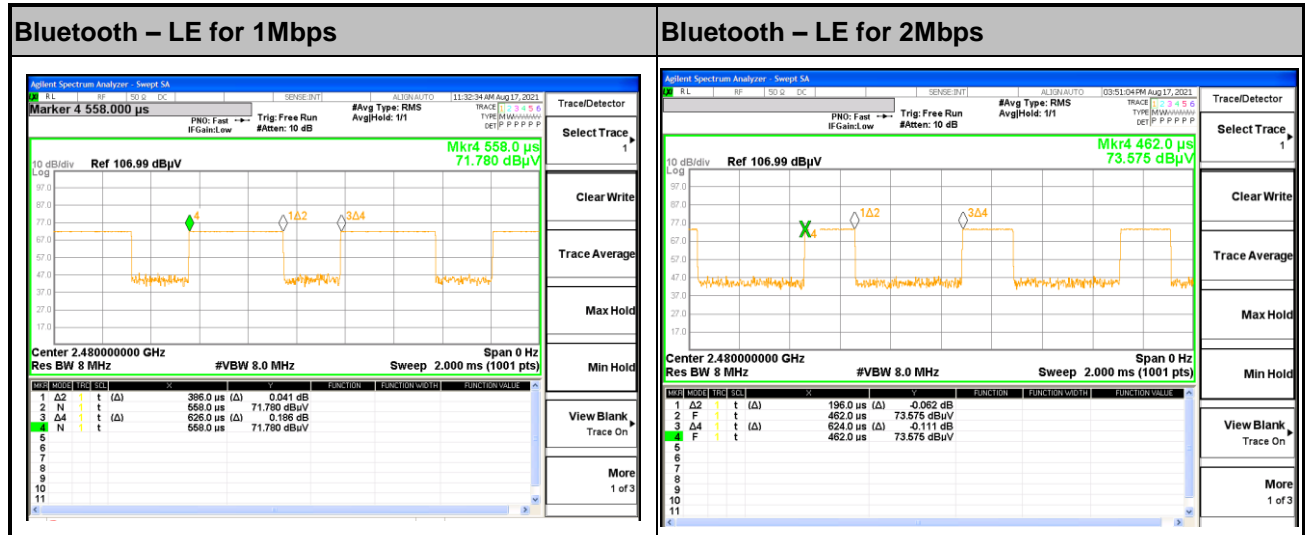 Bluetooth – LE for 1Mbps
Agilent Spectrum Analyzer - Swept SA
RL RF 50 Ω DC SENSE:INT ALIGNAUTO 11:32:34 AM Aug 17, 2021
Marker 4 558.000 µs
#Avg Type: RMS
Avg|Hold: 1/1
TRACE 1 2 3 4 5 6
TYPE MWWWWW
DET P P P P P P
PNO: Fast
IFGain:Low
Trig: Free Run
#Atten: 10 dB
Mkr4 558.0 µs
71.780 dBµV
10 dB/div Ref 106.99 dBµV
Log
97.0
87.0
77.0
67.0
57.0
47.0
37.0
27.0
17.0
4
1Δ2
3Δ4
Center 2.480000000 GHz Span 0 Hz
Res BW 8 MHz #VBW 8.0 MHz Sweep 2.000 ms (1001 pts)
MKR MODE TRC SCL X Y FUNCTION FUNCTION WIDTH FUNCTION VALUE
1 Δ2 1 t (Δ) 386.0 µs (Δ) 0.041 dB
2 N 1 t 558.0 µs 71.780 dBµV
3 Δ4 1 t (Δ) 626.0 µs (Δ) 0.186 dB
4 N 1 t 558.0 µs 71.780 dBµV
5
6
7
8
9
10
11
Trace/Detector
Select Trace
1
Clear Write
Trace Average
Max Hold
Min Hold
View Blank
Trace On
More
1 of 3
Bluetooth – LE for 2Mbps
Agilent Spectrum Analyzer - Swept SA
RL RF 50 Ω DC SENSE:INT ALIGNAUTO 03:51:04 PM Aug 17, 2021
#Avg Type: RMS
Avg|Hold: 1/1
TRACE 1 2 3 4 5 6
TYPE MWWWWW
DET P P P P P P
PNO: Fast
IFGain:Low
Trig: Free Run
#Atten: 10 dB
Mkr4 462.0 µs
73.575 dBµV
10 dB/div Ref 106.99 dBµV
Log
97.0
87.0
77.0
67.0
57.0
47.0
37.0
27.0
17.0
4
1Δ2
3Δ4
Center 2.480000000 GHz Span 0 Hz
Res BW 8 MHz #VBW 8.0 MHz Sweep 2.000 ms (1001 pts)
MKR MODE TRC SCL X Y FUNCTION FUNCTION WIDTH FUNCTION VALUE
1 Δ2 1 t (Δ) 196.0 µs (Δ) -0.062 dB
2 F 1 t 462.0 µs 73.575 dBµV
3 Δ4 1 t (Δ) 624.0 µs (Δ) -0.111 dB
4 F 1 t 462.0 µs 73.575 dBµV
5
6
7
8
9
10
11
Trace/Detector
Select Trace
1
Clear Write
Trace Average
Max Hold
Min Hold
View Blank
Trace On
More
1 of 3